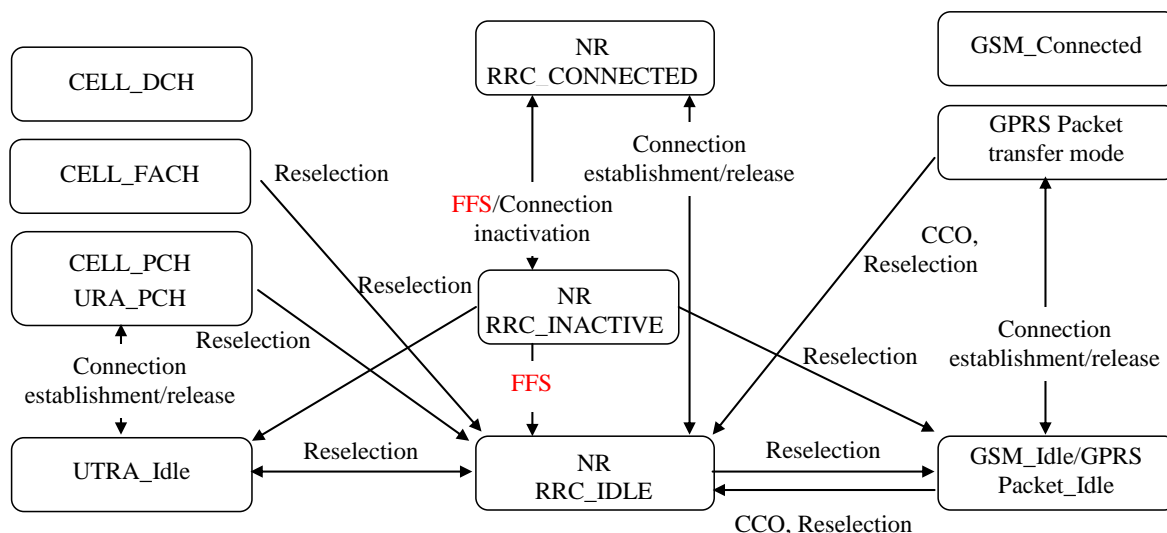 CELL_DCH
NR
RRC_CONNECTED
GSM_Connected
CELL_FACH
Reselection
Connection
establishment/release
GPRS Packet
transfer mode
FFS/Connection
inactivation
CCO,
Reselection
CELL_PCH
URA_PCH
Reselection
NR
RRC_INACTIVE
Reselection
Connection
establishment/release
FFS
Reselection
Connection
establishment/release
UTRA_Idle
Reselection
NR
RRC_IDLE
Reselection
GSM_Idle/GPRS
Packet_Idle
CCO, Reselection